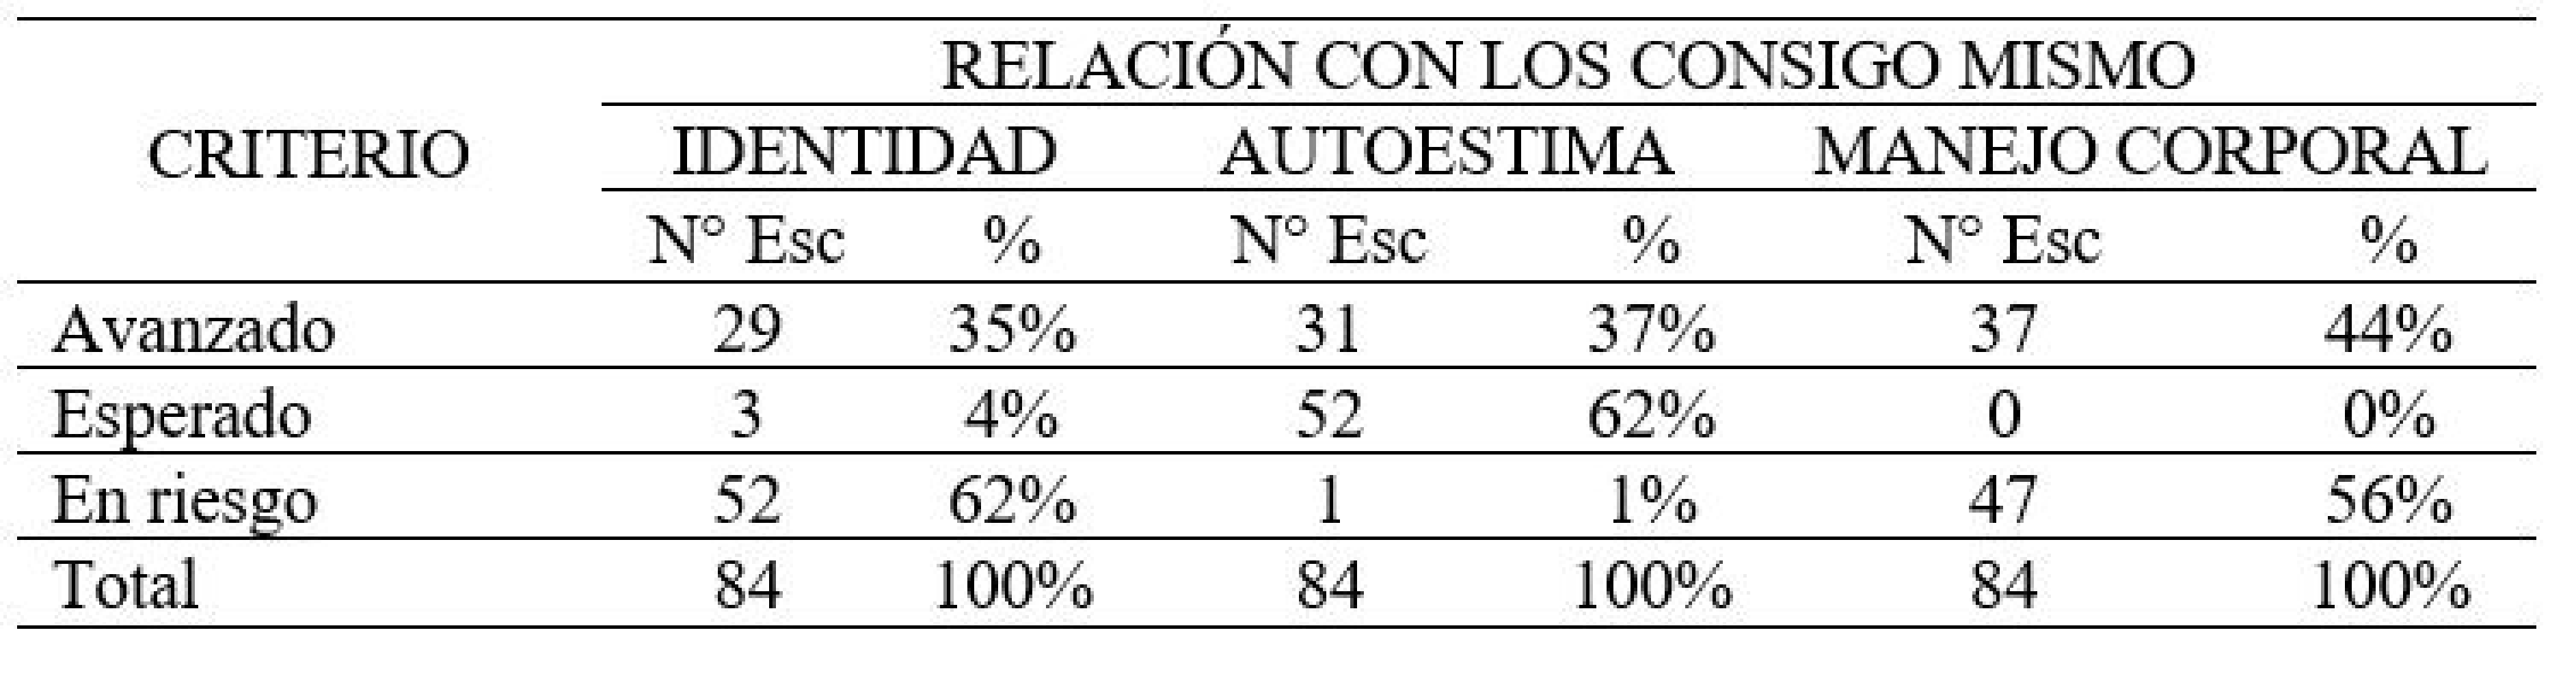 RELACIÓN CON LOS CONSIGO MISMO
CRITERIO
IDENTIDAD AUTOESTIMA MANEJO CORPORAL
N° Esc % N° Esc % N° Esc %
Avanzado 29 35% 31 37% 37 44%
Esperado 3 4% 52 62% 0 0%
En riesgo 52 62% 1 1% 47 56%
Total 84 100% 84 100% 84 100%